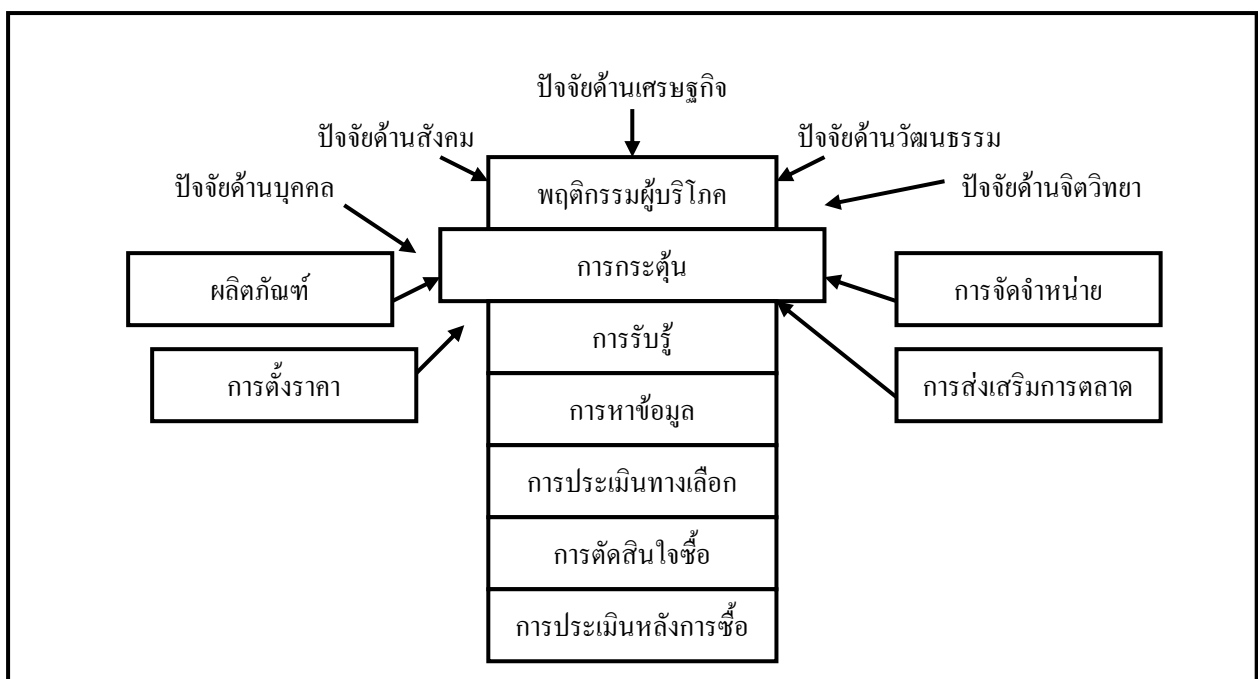 ปัจจัยด้านเศรษฐกิจ
ปัจจัยด้านสังคม
ปัจจัยด้านวัฒนธรรม
ปัจจัยด้านบุคคล
พฤติกรรมผู้บริโภค
ปัจจัยด้านจิตวิทยา
ผลิตภัณฑ์
การกระตุ้น
การจัดจำหน่าย
การรับรู้
การตั้งราคา
การส่งเสริมการตลาด
การหาข้อมูล
การประเมินทางเลือก
การตัดสินใจซื้อ
การประเมินหลังการซื้อ